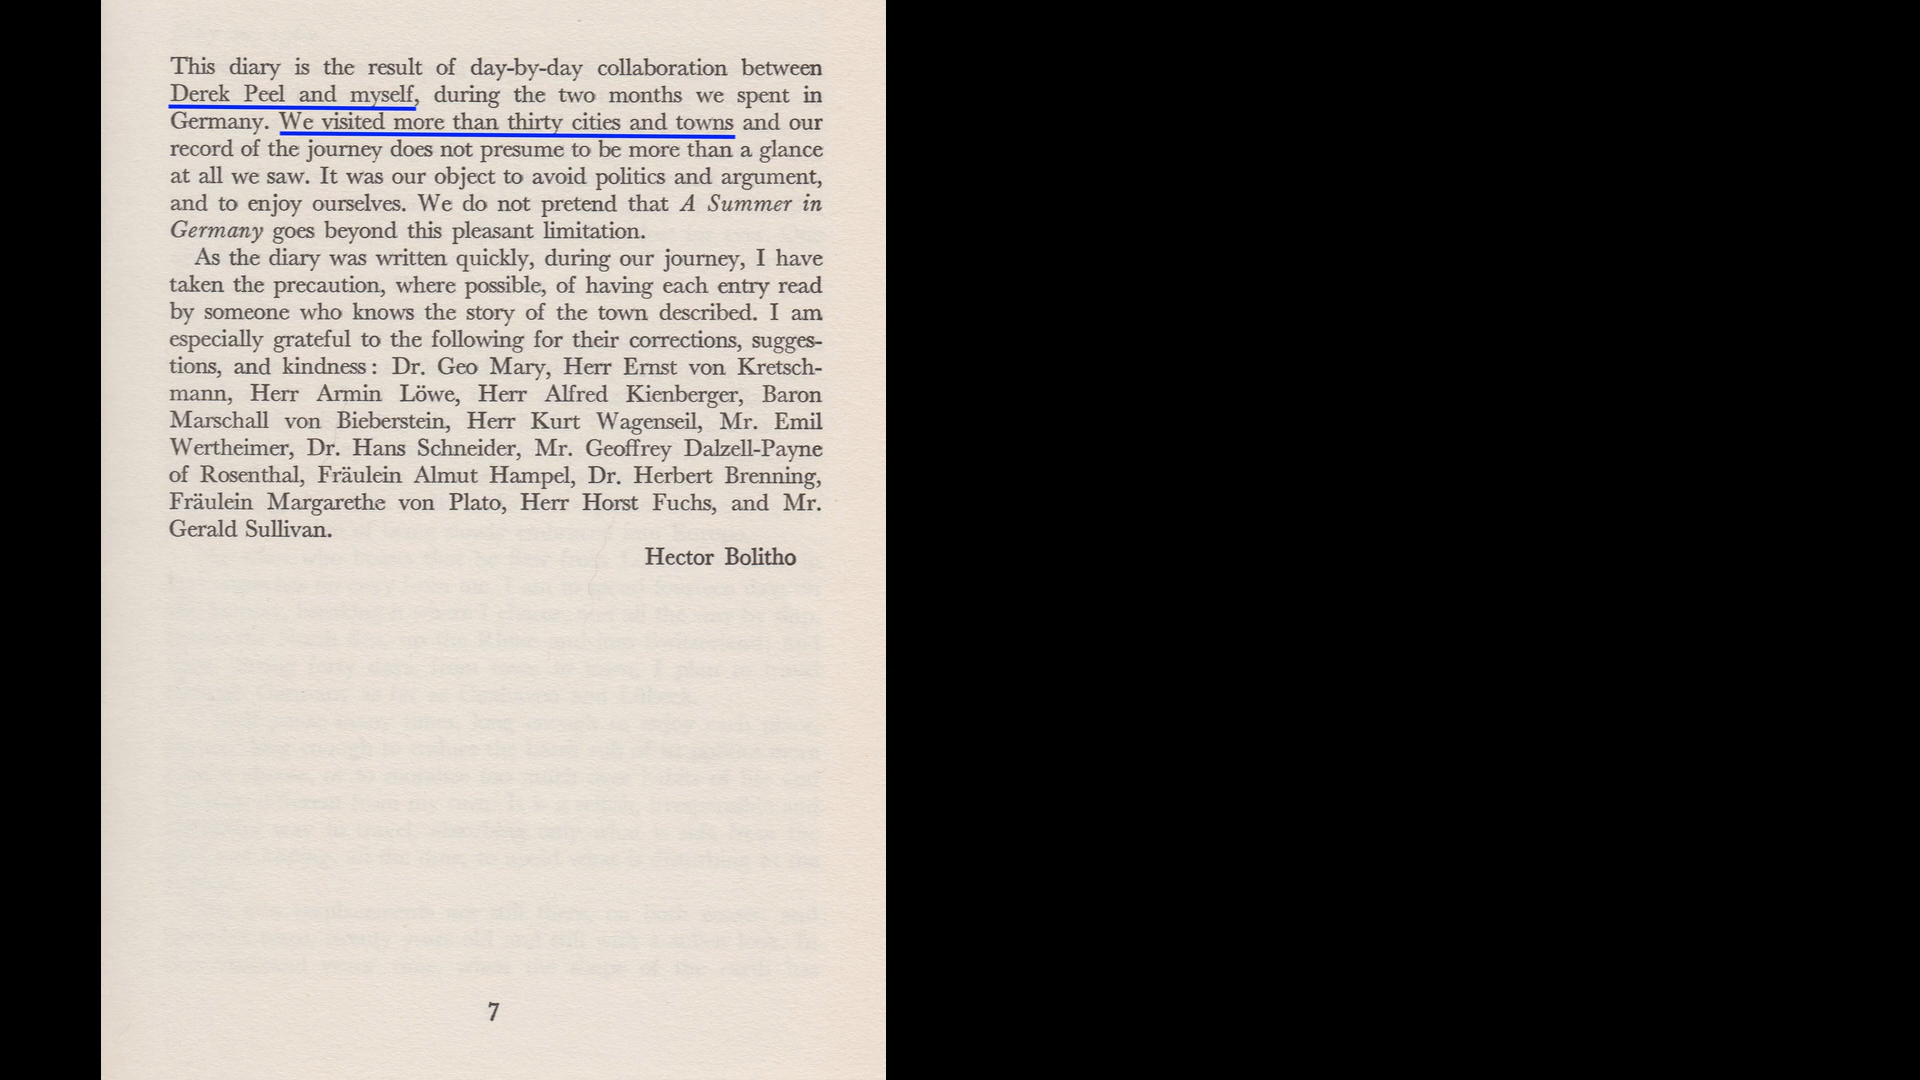 This diary is the result of day-by-day collaboration between
Derek Peel and myself, during the two months we spent in
Germany. We visited more than thirty cities and towns and our
record of the journey does not presume to be more than a glance
at all we saw. It was our object to avoid politics and argument,
and to enjoy ourselves. We do not pretend that A Summer in
Germany goes beyond this pleasant limitation.
As the diary was written quickly, during our journey, I have
taken the precaution, where possible, of having each entry read
by someone who knows the story of the town described. I am
especially grateful to the following for their corrections, sugges-
tions, and kindness: Dr. Geo Mary, Herr Ernst von Kretsch-
mann, Herr Armin Löwe, Herr Alfred Kienberger, Baron
Marschall von Bieberstein, Herr Kurt Wagenseil, Mr. Emil
Wertheimer, Dr. Hans Schneider, Mr. Geoffrey Dalzell-Payne
of Rosenthal, Fräulein Almut Hampel, Dr. Herbert Brenning,
Fräulein Margarethe von Plato, Herr Horst Fuchs, and Mr.
Gerald Sullivan.
Hector Bolitho
7